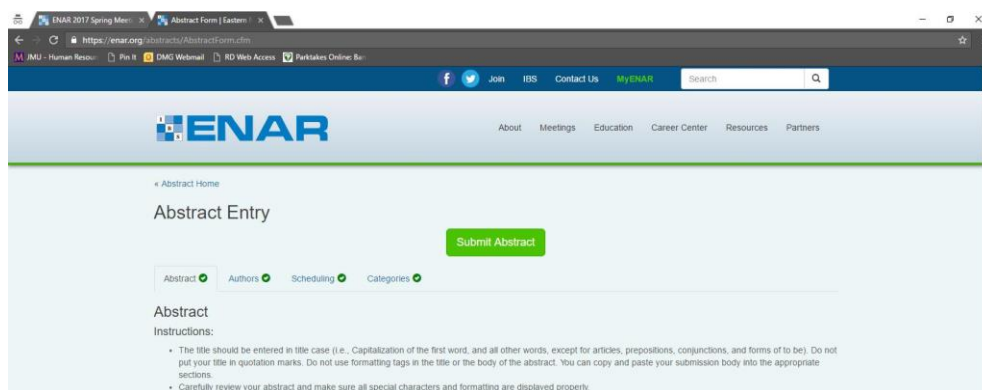 ENAR 2017 Spring Meeti
Abstract Form | Eastern
https://enar.org/abstracts/AbstractForm.cfm
JMU - Human Resour Pin It DMG Webmail RD Web Access Parktakes Online: Bas
Join IBS Contact Us MyENAR Search
ENAR
About Meetings Education Career Center Resources Partners
« Abstract Home
Abstract Entry
Submit Abstract
Abstract Authors Scheduling Categories
Abstract
Instructions:
• The title should be entered in title case (i.e., Capitalization of the first word, and all other words, except for articles, prepositions, conjunctions, and forms of to be). Do not
put your title in quotation marks. Do not use formatting tags in the title or the body of the abstract. You can copy and paste your submission body into the appropriate
sections.
• Carefully review your abstract and make sure all special characters and formatting are displayed properly.